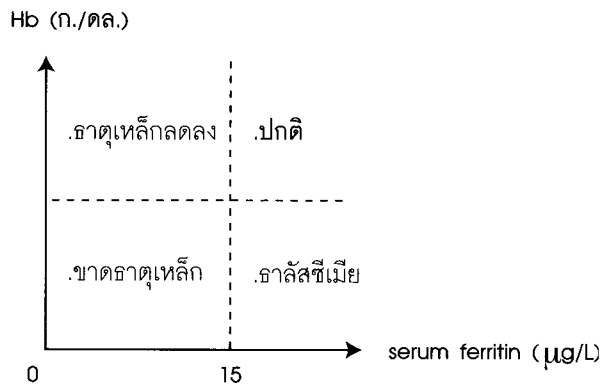 Hb (ก./ดล.)
.ธาตุเหล็กลดลง .ปกติ
.ขาดธาตุเหล็ก .ธาลัสซีเมีย
serum ferritin (µg/L)
0 15